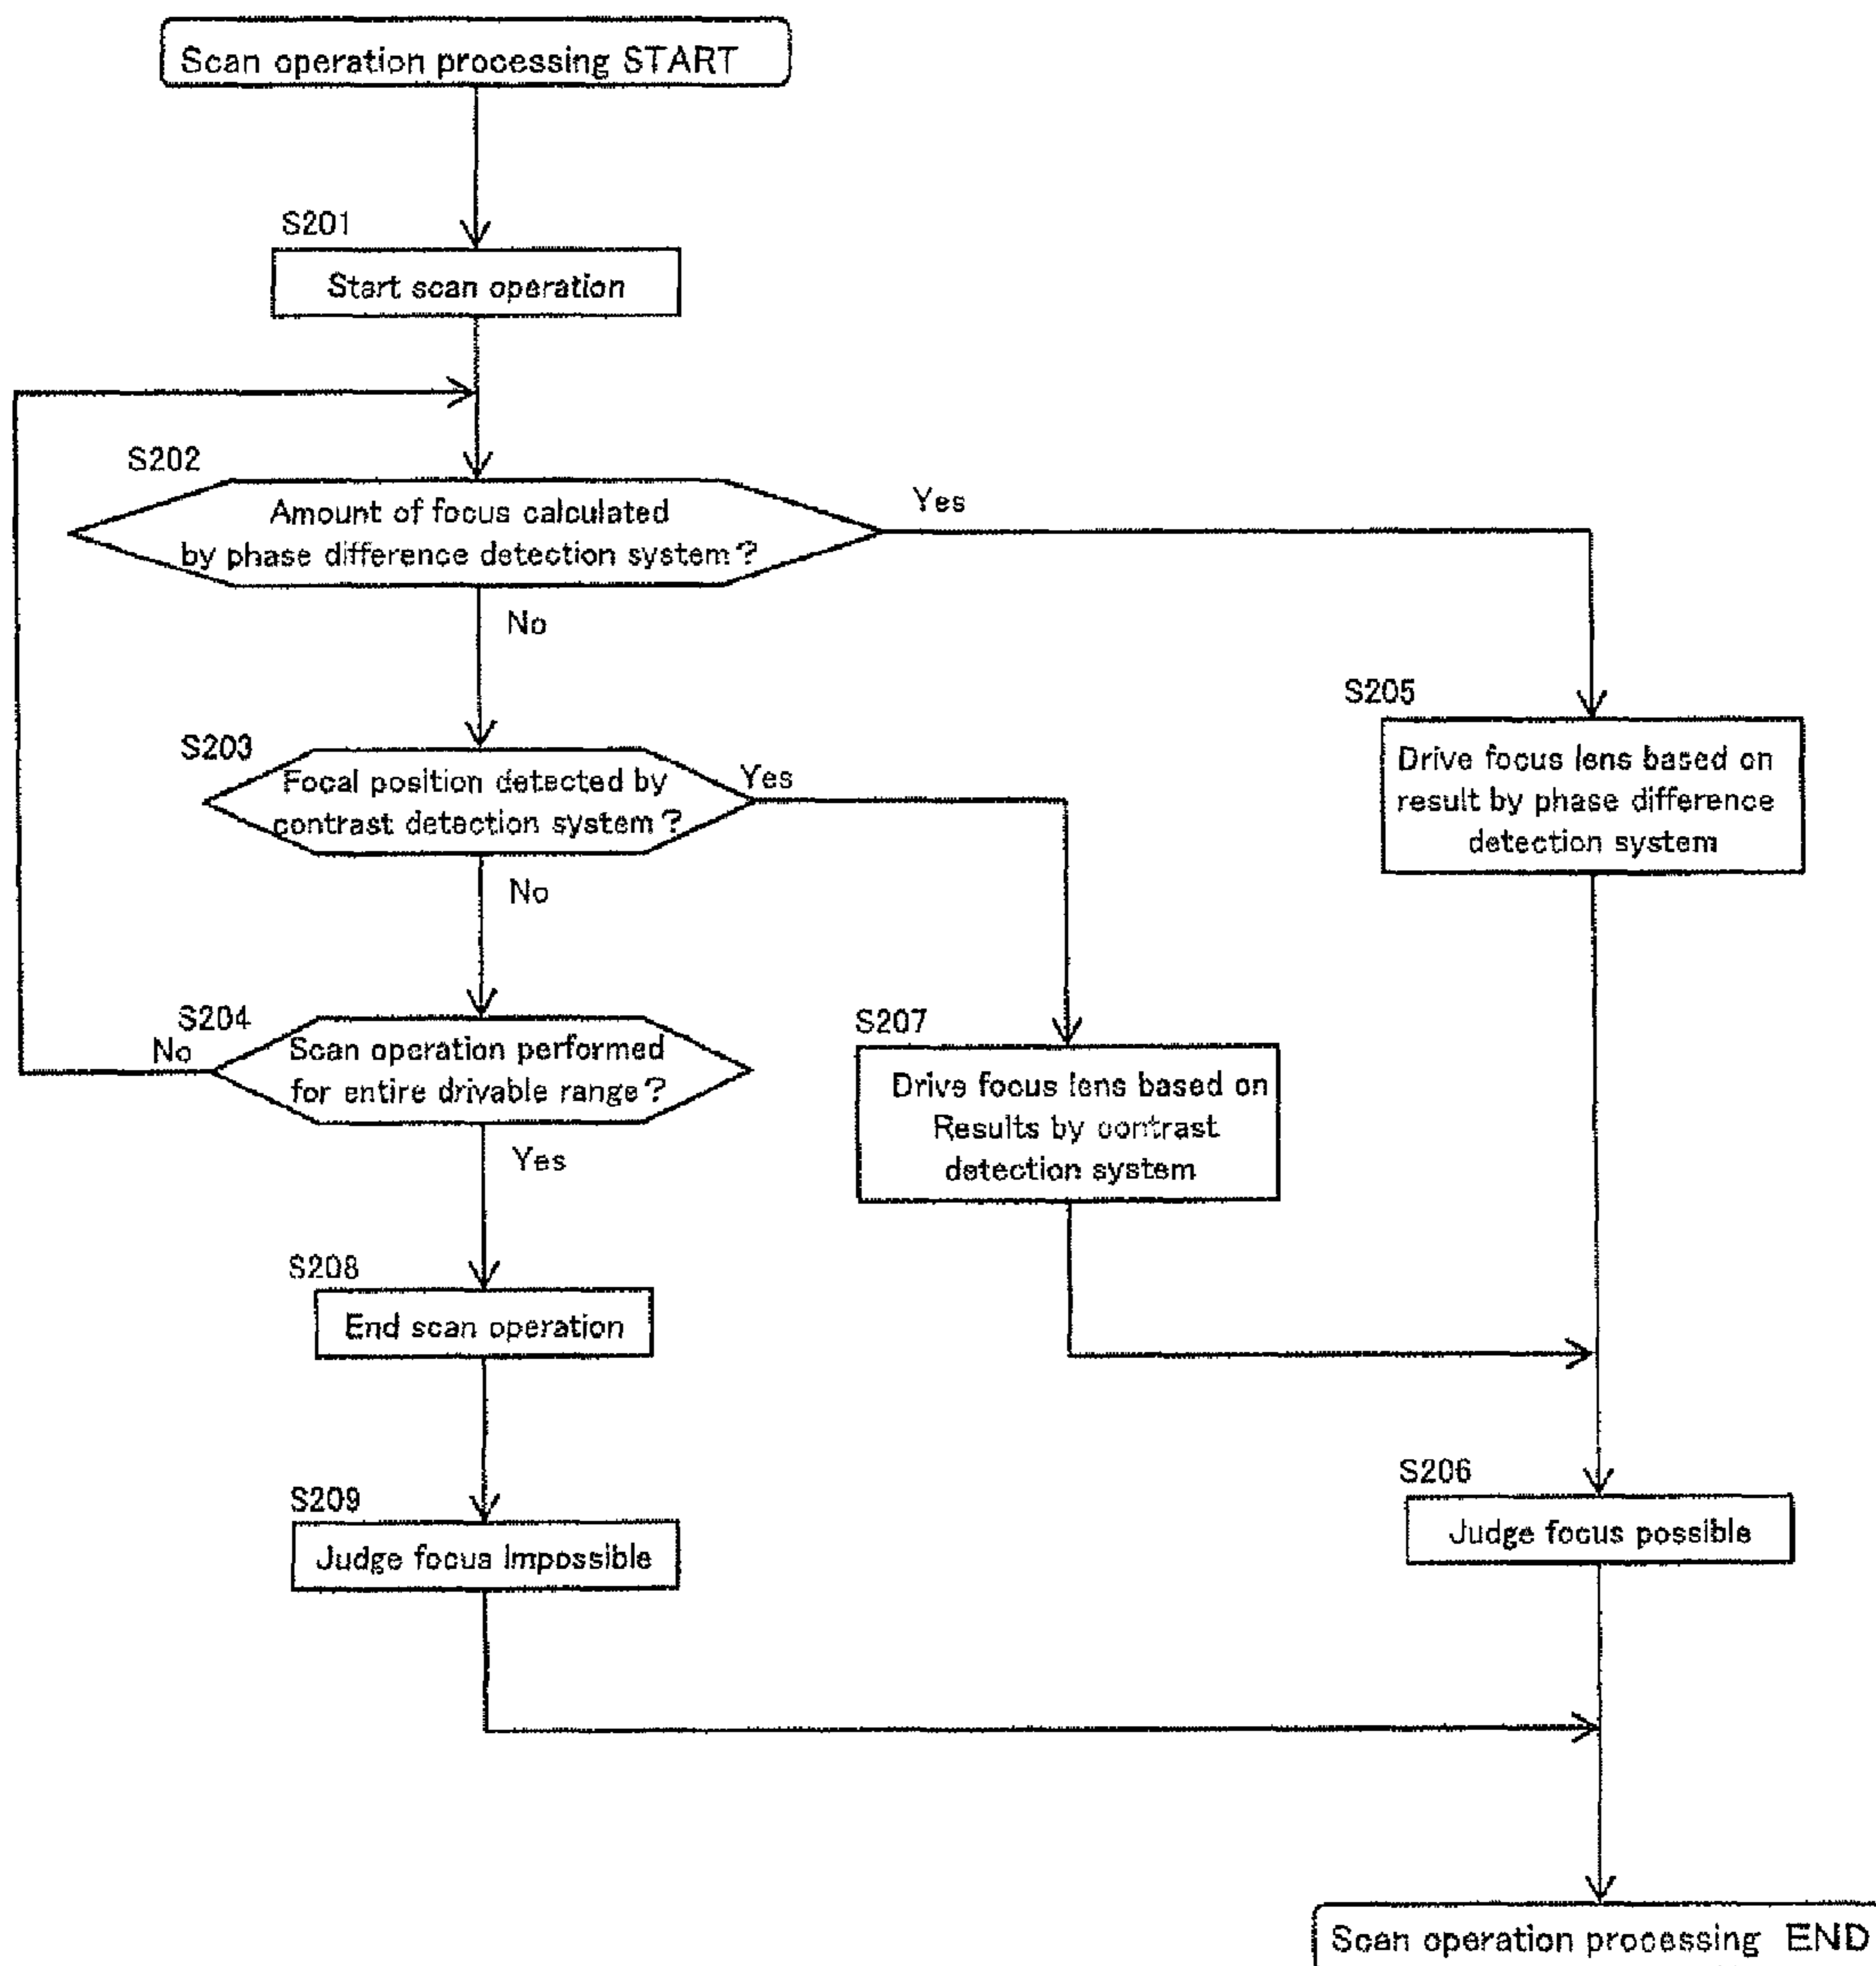 Scan operation processing START
S201
Start scan operation
S202
Amount of focus calculated
by phase difference detection system?
Yes
No
S203
Focal position detected by
contrast detection system?
Yes
No
S205
Drive focus lens based on
result by phase difference
detection system
S204
No
Scan operation performed
for entire drivable range?
Yes
S207
Drive focus lens based on
Results by contrast
detection system
S208
End scan operation
S209
Judge focus Impossible
S206
Judge focus possible
Scan operation processing END